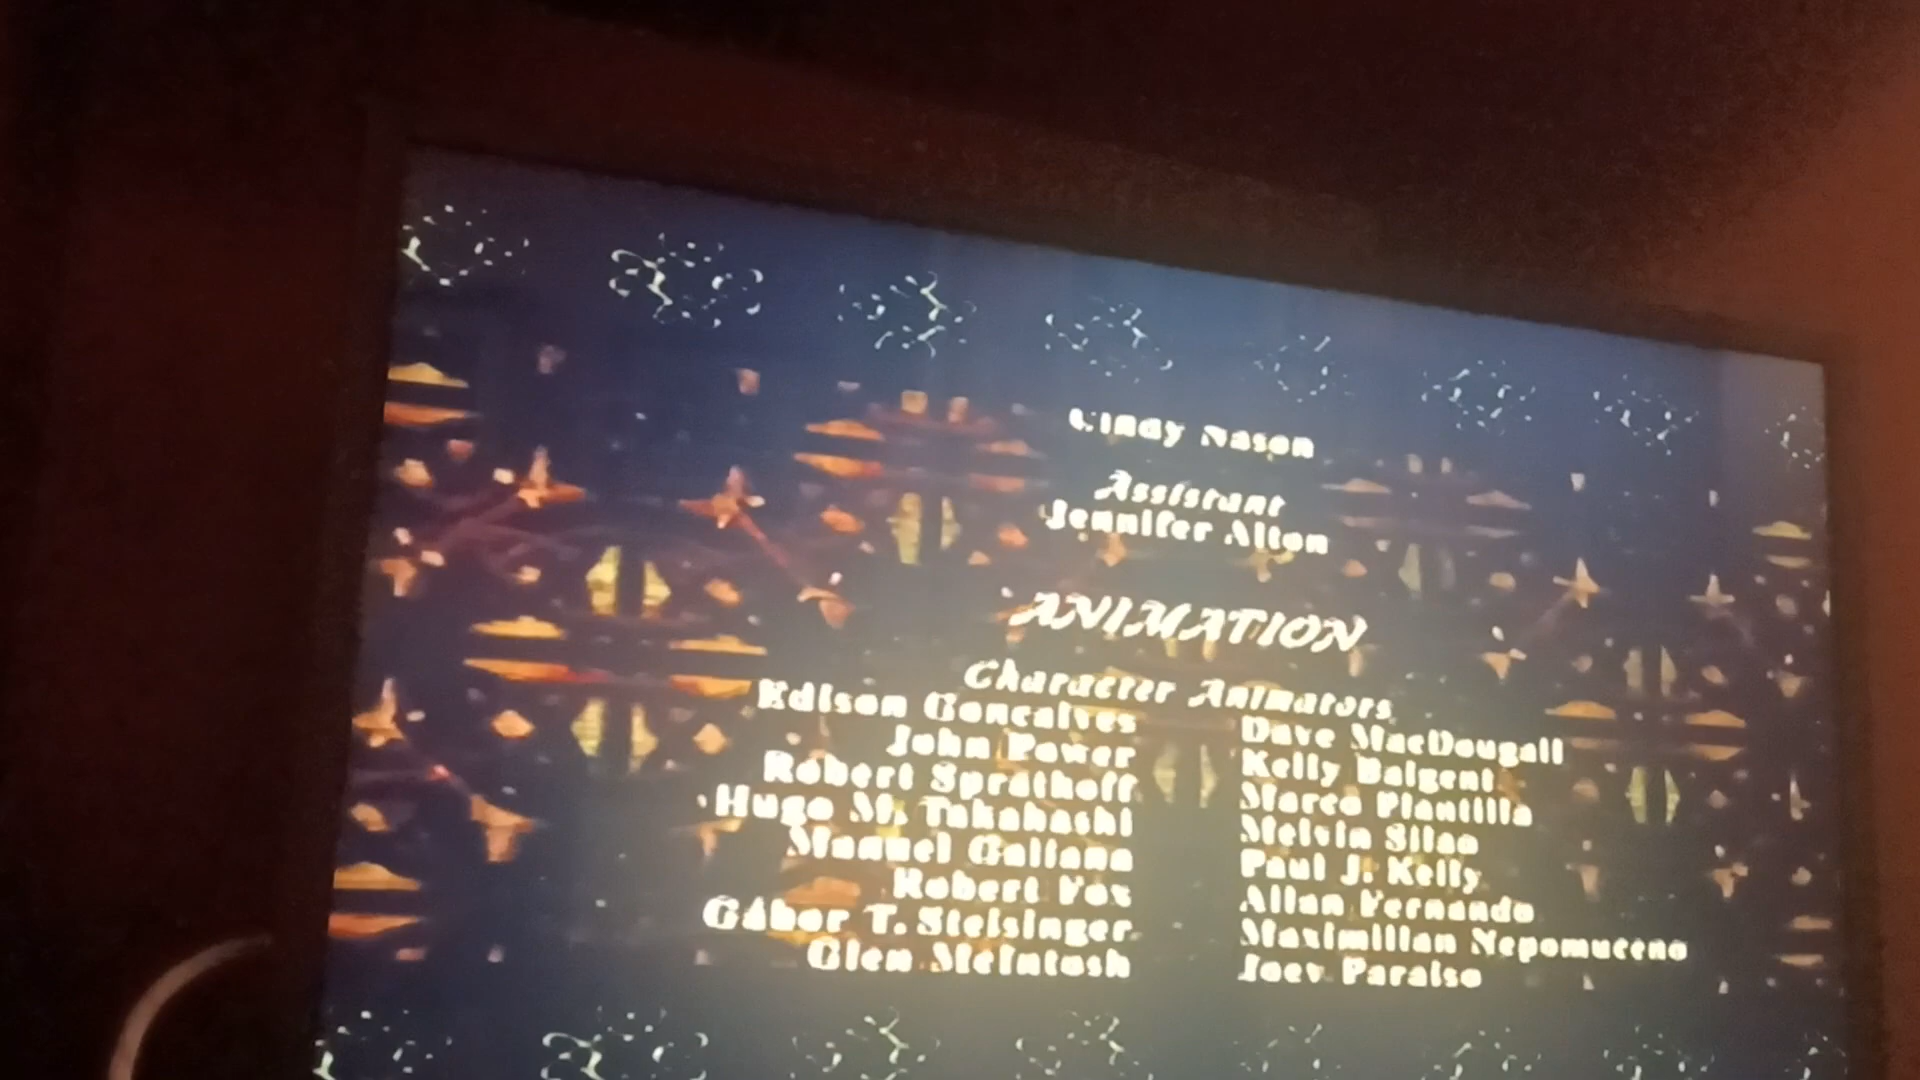 Cindy Nason
Assistant
Jennifer Alton
ANIMATION
Character Animators
Edison Goncalves Dave MacDougall
John Power Kelly Balgent
Robert Sprathoff Marco Plantilla
Hugo M. Takahashi Melvin Silao
Manuel Galiana Paul J. Kelly
Robert Fox Allan Fernando
Gábor T. Steisinger Maximilian Nepomuceno
Glen McIntosh Joey Paraiso